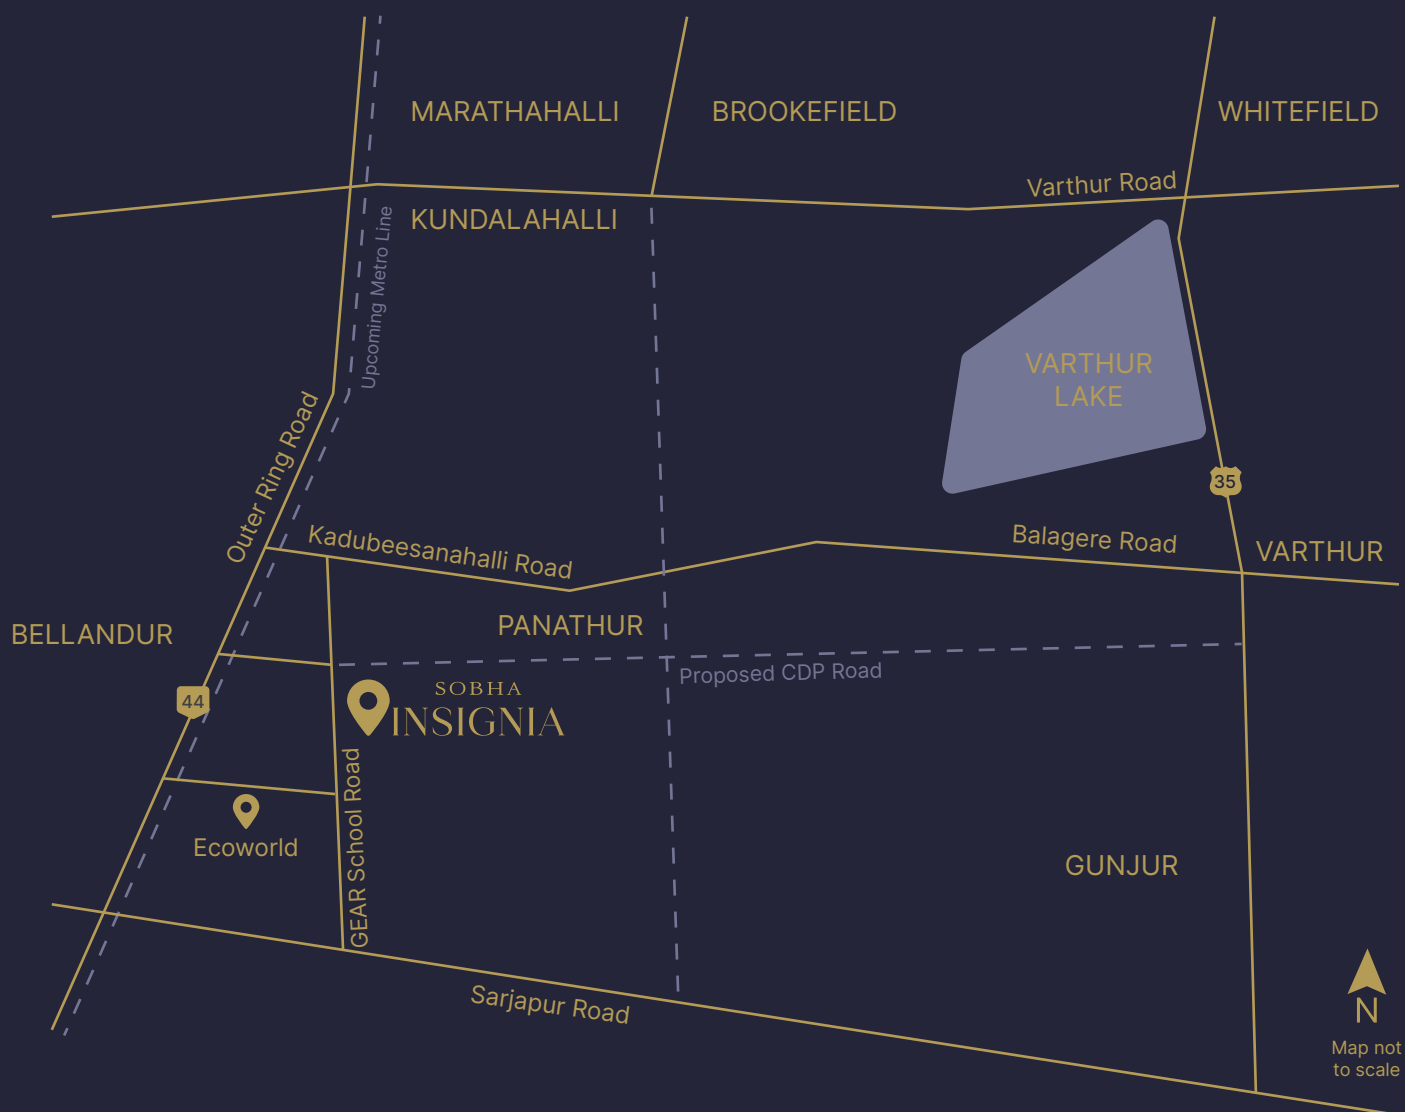 MARATHAHALLI
BROOKEFIELD
WHITEFIELD
Varthur Road
KUNDALAHALLI
Upcoming Metro Line
VARTHUR
LAKE
Outer Ring Road
35
Kadubeesanahalli Road
Balagere Road
VARTHUR
BELLANDUR
PANATHUR
Proposed CDP Road
44
SOBHA
INSIGNIA
GEAR School Road
Ecoworld
GUNJUR
Sarjapur Road
N
Map not
to scale